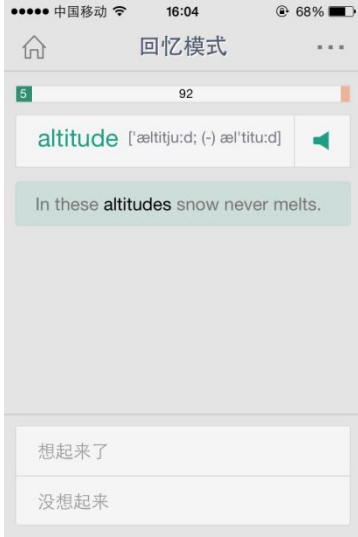 中国移动 16:04 68%
回忆模式
5 92
altitude ['æltitju:d; (-) æl'titu:d]
In these altitudes snow never melts.
想起来了
没想起来